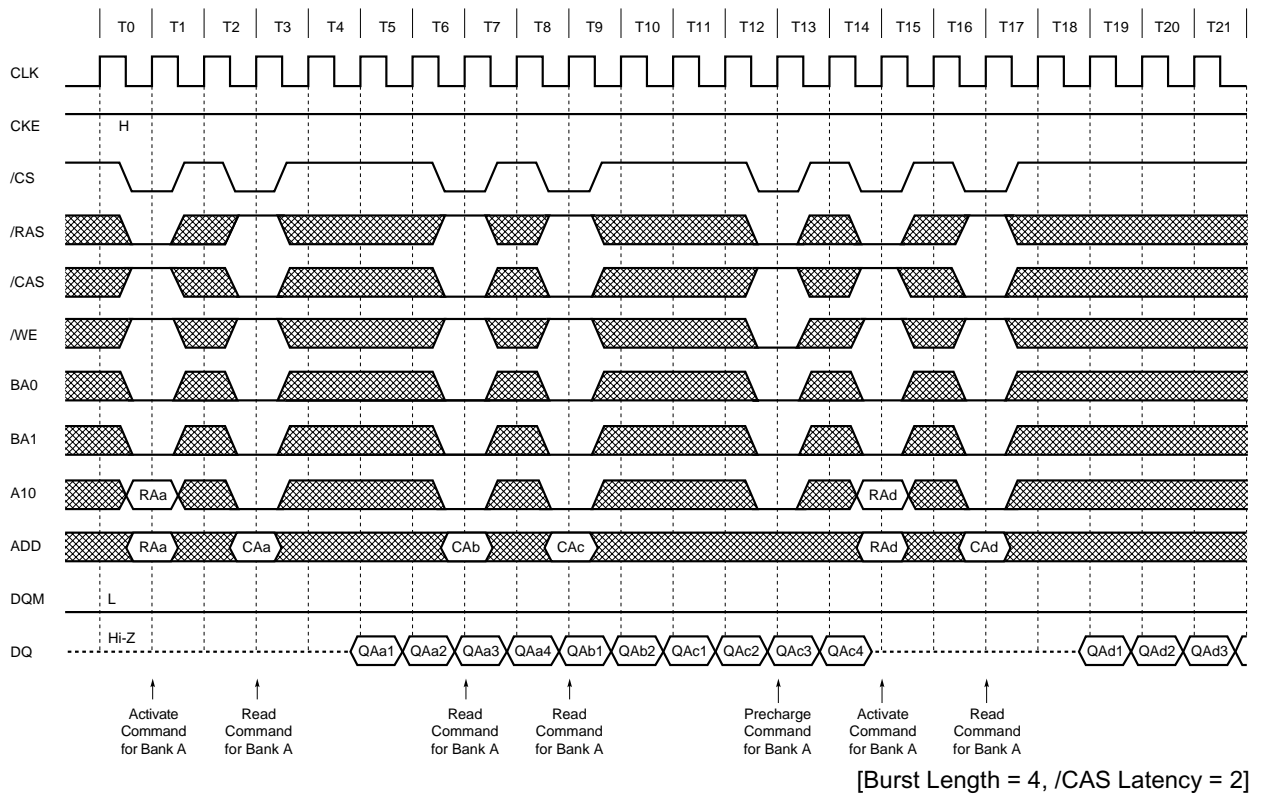 T0 T1 T2 T3 T4 T5 T6 T7 T8 T9 T10 T11 T12 T13 T14 T15 T16 T17 T18 T19 T20 T21
CLK
CKE H
/CS
/RAS
/CAS
/WE
BA0
BA1
A10 RAa RAd
ADD RAa CAa CAb CAc RAd CAd
DQM L
DQ Hi-Z QAa1 QAa2 QAa3 QAa4 QAb1 QAb2 QAc1 QAc2 QAc3 QAc4 QAd1 QAd2 QAd3
Activate Read Read Read Precharge Activate Read
Command Command Command Command Command Command Command
for Bank A for Bank A for Bank A for Bank A for Bank A for Bank A for Bank A
[Burst Length = 4, /CAS Latency = 2]